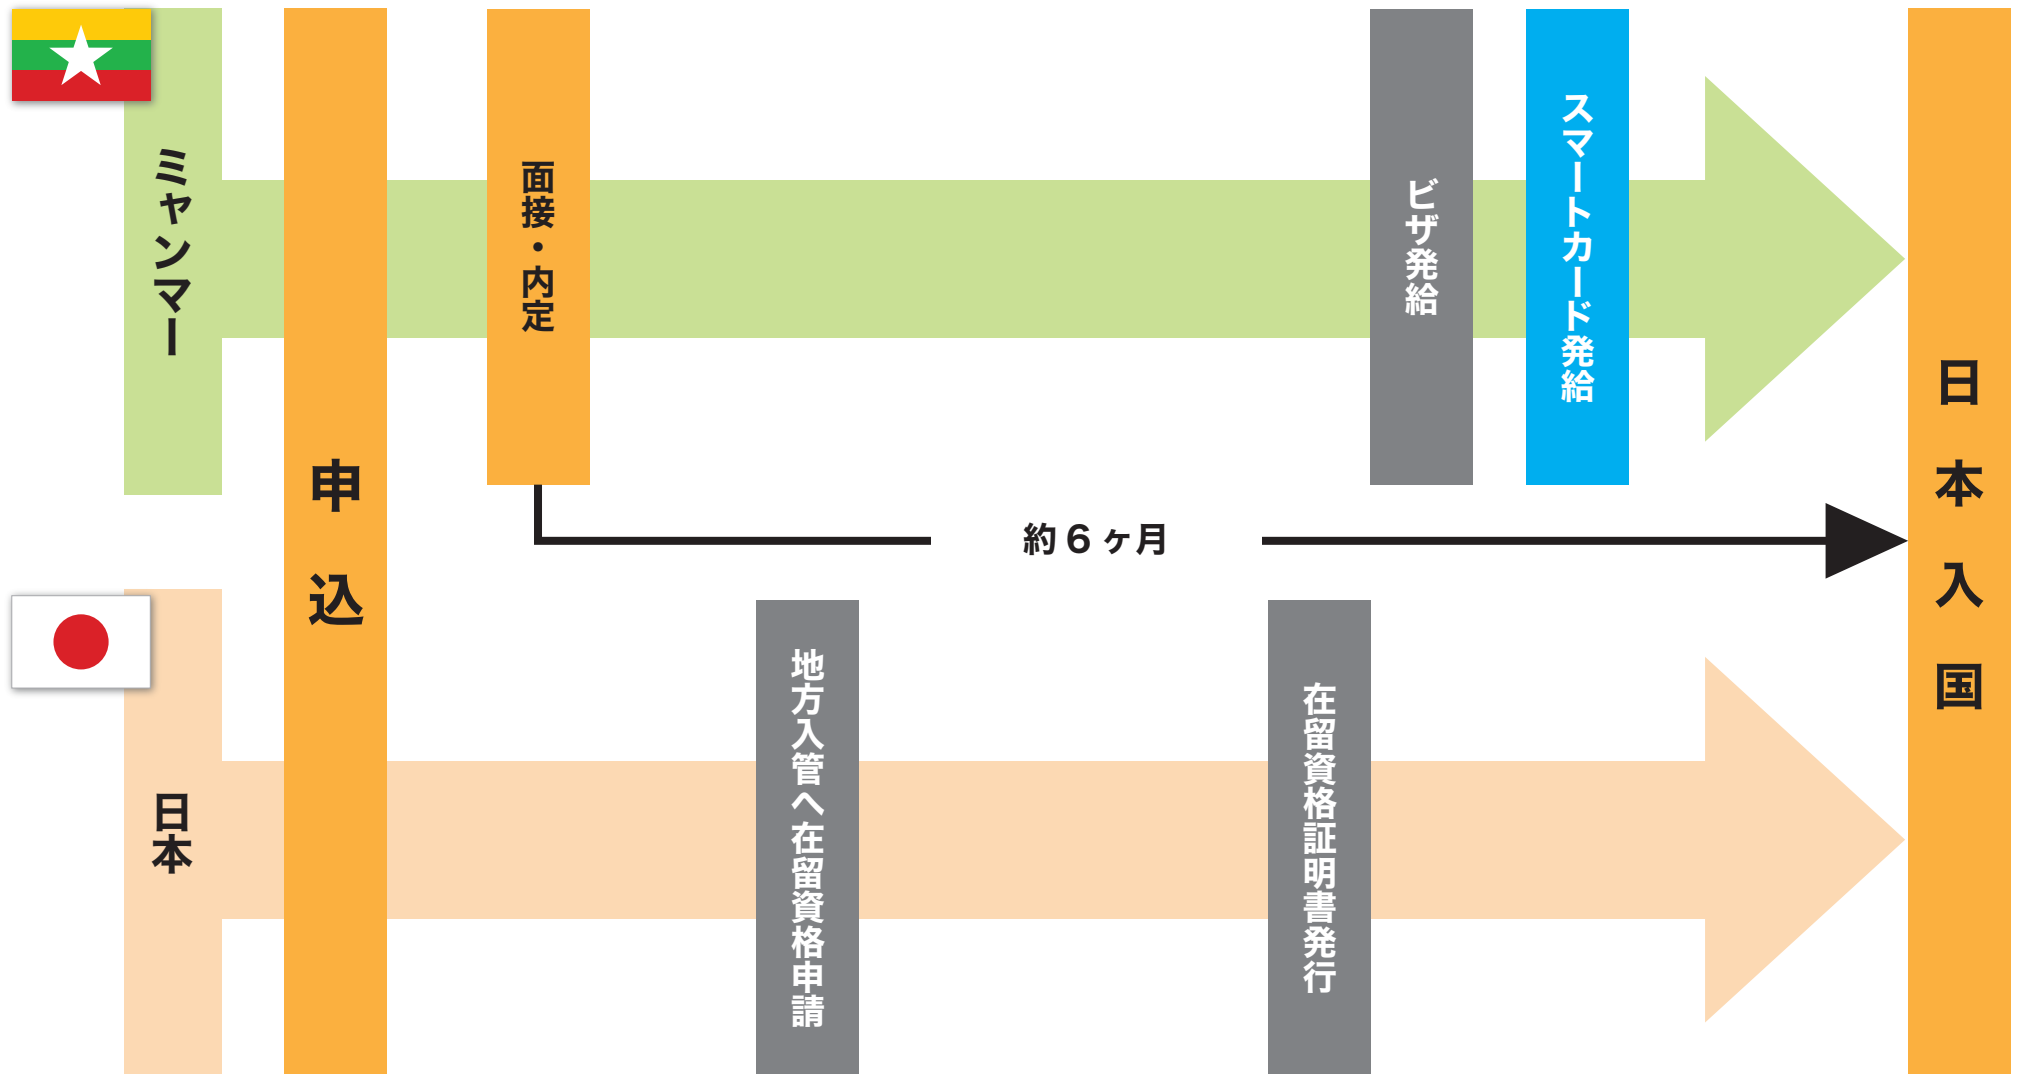 ミャンマー
申込
面接・内定
ビザ発給
スマートカード発給
日本入国
約６ヶ月
日本
地方入管へ在留資格申請
在留資格証明書発行